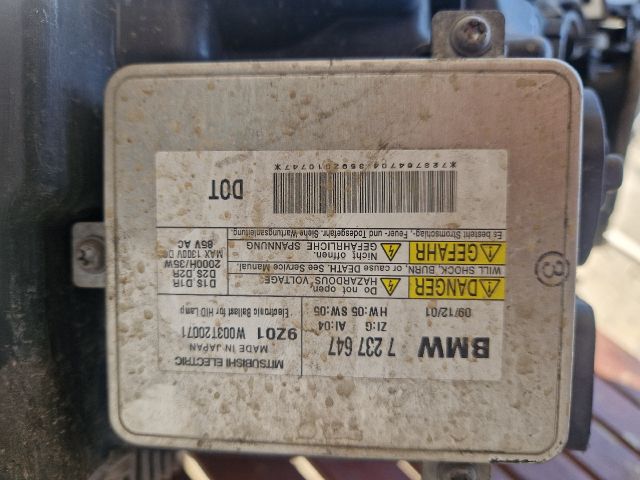 BMW
7 237 647
ZI:G AI:04
HW:05 SW:05
09/12/01
MITSUBISHI ELECTRIC
MADE IN JAPAN
9Z01 W003T20071
Electronic Ballast for HID Lamp
DANGER
Do not open.
HAZARDOUS VOLTAGE
WILL SHOCK, BURN or cause DEATH. See Service Manual.
GEFAHR
Nicht öffnen.
GEFÄHRLICHE SPANNUNG
Es besteht Stromschlag-, Feuer- und Todesgefahr. Siehe Wartungsanleitung.
D1S D1R
D2S D2R
2000H/35W
MAX 1300V DC
85V AC
DOT
8